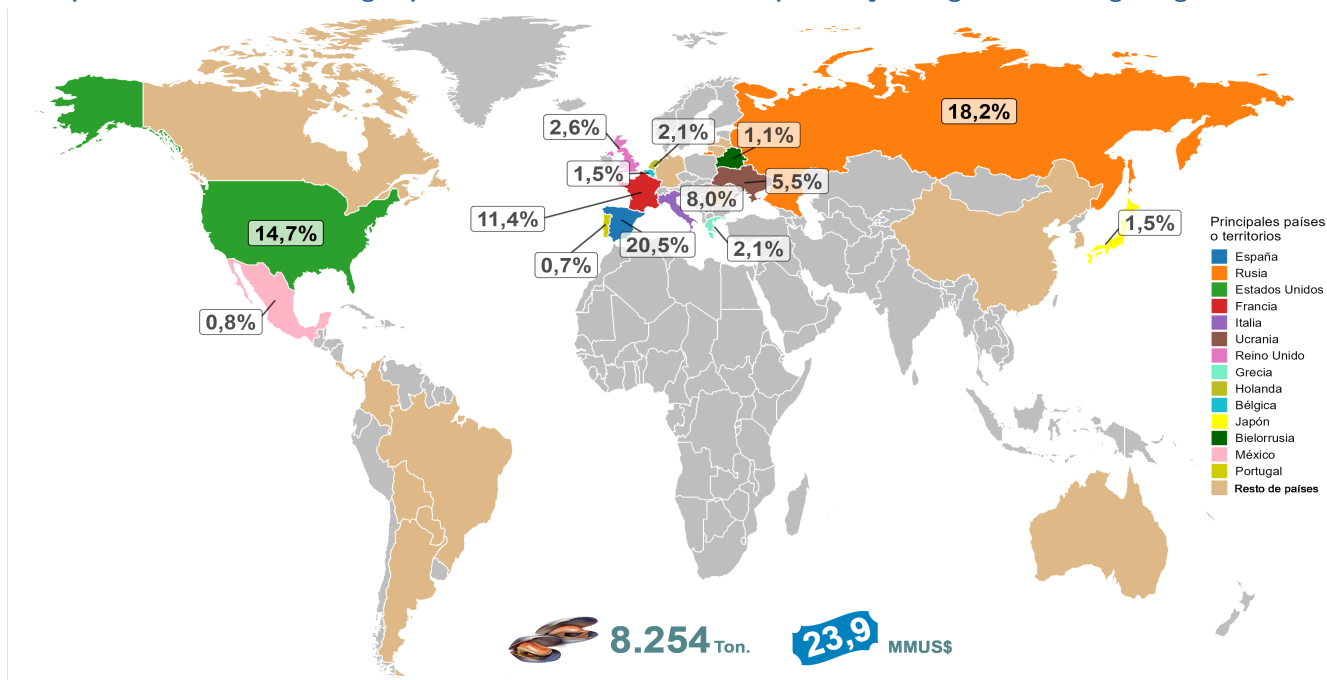 18,2%
2,6%
2,1%
1,1%
1,5%
5,5%
8,0%
11,4%
14,7%
20,5%
2,1%
0,7%
0,8%
1,5%
Principales países
o territorios
España
Rusia
Estados Unidos
Francia
Italia
Ucrania
Reino Unido
Grecia
Holanda
Bélgica
Japón
Bielorrusia
México
Portugal
Resto de países
8.254 Ton.
23,9 MMUS$